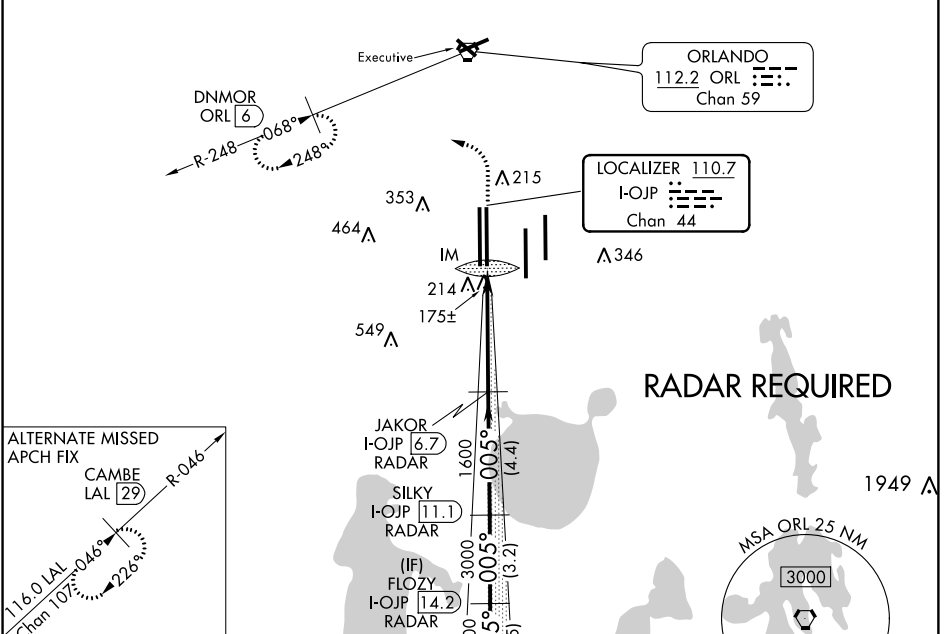 Executive
ORLANDO
112.2 ORL
Chan 59
DNMOR
ORL 6
R-248
068°
248°
LOCALIZER 110.7
I-OJP
Chan 44
215
353
464
IM
346
214
175±
549
RADAR REQUIRED
JAKOR
I-OJP 6.7
RADAR
1600
005°
(4.4)
SILKY
I-OJP 11.1
RADAR
3000
005°
(3.2)
(IF)
FLOZY
I-OJP 14.2
RADAR
ALTERNATE MISSED
APCH FIX
CAMBE
LAL 29
R-046
046°
226°
116.0 LAL
Chan 107
1949
MSA ORL 25 NM
3000